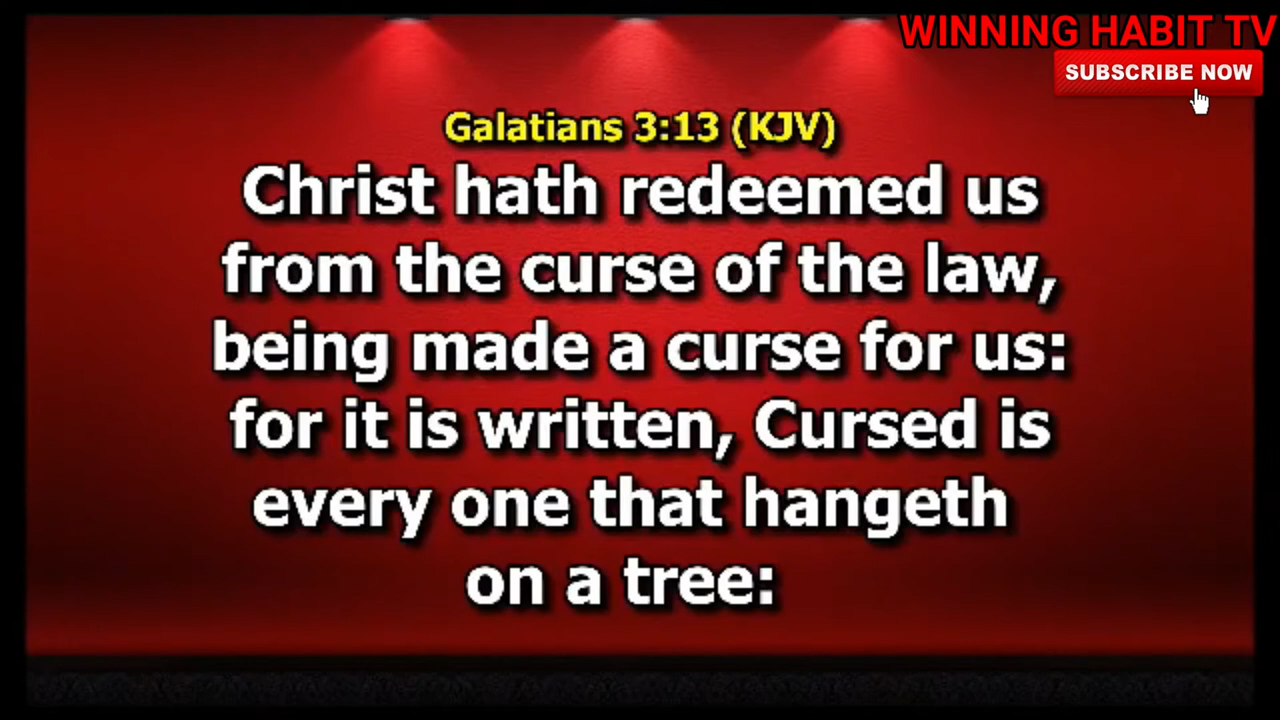 WINNING HABIT TV
SUBSCRIBE NOW
Galatians 3:13 (KJV)
Christ hath redeemed us
from the curse of the law,
being made a curse for us:
for it is written, Cursed is
every one that hangeth
on a tree: